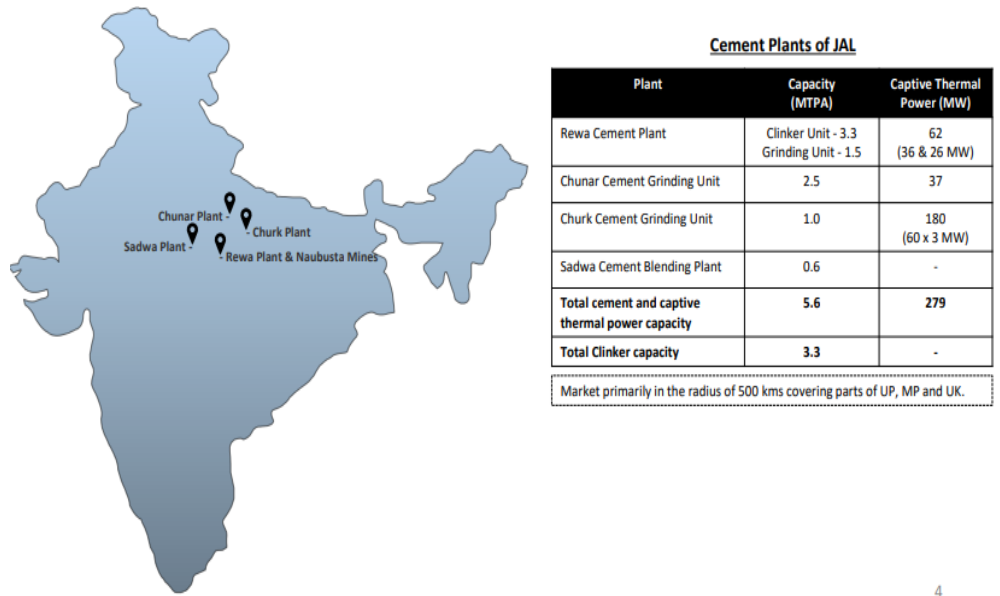 Chunar Plant -
- Churk Plant
Sadwa Plant -
- Rewa Plant & Naubusta Mines
Cement Plants of JAL
Plant
Capacity
(MTPA)
Captive Thermal
Power (MW)
Rewa Cement Plant
Clinker Unit - 3.3
Grinding Unit - 1.5
62
(36 & 26 MW)
Chunar Cement Grinding Unit
2.5
37
Churk Cement Grinding Unit
1.0
180
(60 x 3 MW)
Sadwa Cement Blending Plant
0.6
-
Total cement and captive
thermal power capacity
5.6
279
Total Clinker capacity
3.3
-
Market primarily in the radius of 500 kms covering parts of UP, MP and UK.
4